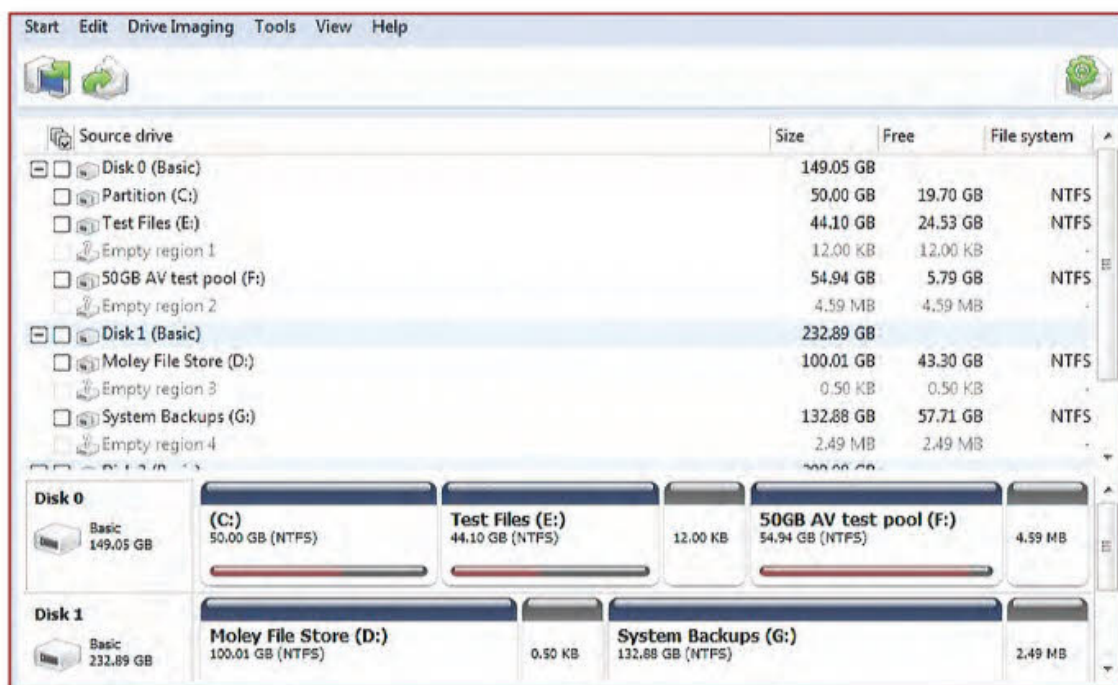 Start Edit Drive Imaging Tools View Help
Source drive Size Free File system
Disk 0 (Basic) 149.05 GB
Partition (C:) 50.00 GB 19.70 GB NTFS
Test Files (E:) 44.10 GB 24.53 GB NTFS
Empty region 1 12.00 KB 12.00 KB
50GB AV test pool (F:) 54.94 GB 5.79 GB NTFS
Empty region 2 4.59 MB 4.59 MB
Disk 1 (Basic) 232.89 GB
Moley File Store (D:) 100.01 GB 43.30 GB NTFS
Empty region 3 0.50 KB 0.50 KB
System Backups (G:) 132.88 GB 57.71 GB NTFS
Empty region 4 2.49 MB 2.49 MB
Disk 0
Basic
149.05 GB
(C:)
50.00 GB (NTFS)
Test Files (E:)
44.10 GB (NTFS)
12.00 KB
50GB AV test pool (F:)
54.94 GB (NTFS)
4.59 MB
Disk 1
Basic
232.89 GB
Moley File Store (D:)
100.01 GB (NTFS)
0.50 KB
System Backups (G:)
132.88 GB (NTFS)
2.49 MB